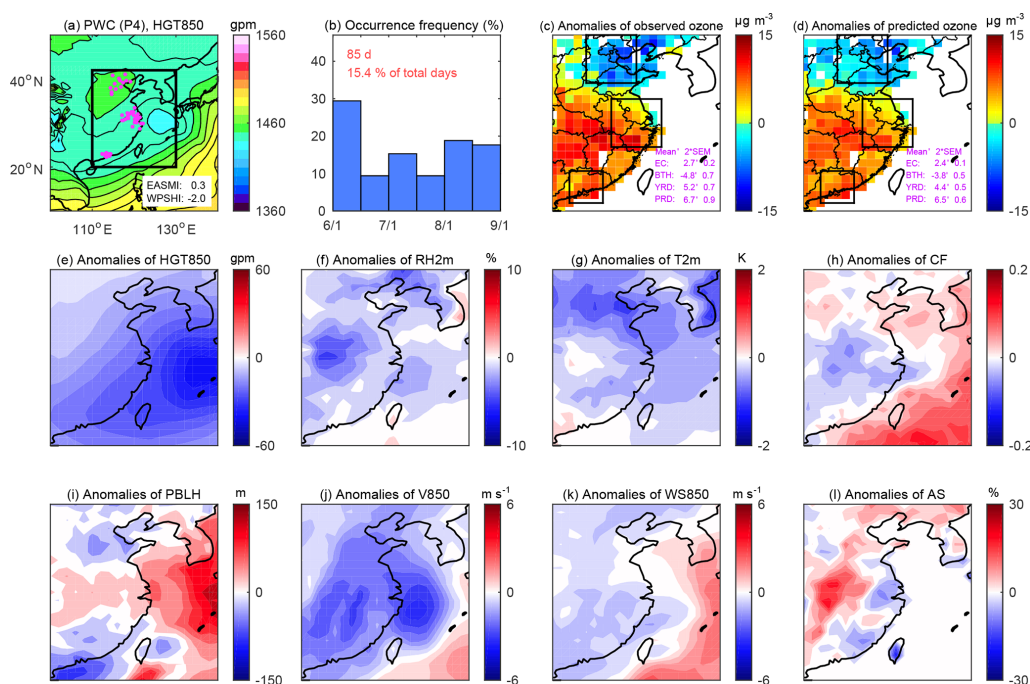 (a) PWC (P4), HGT850
gpm
1560
1460
1360
40°N
20°N
110°E
130°E
EASMI: 0.3
WPSHI: -2.0
(b) Occurrence frequency (%)
85 d
15.4 % of total days
40
30
20
10
0
6/1
7/1
8/1
9/1
(c) Anomalies of observed ozone
µg m-3
15
0
-15
Mean' 2*SEM
EC: 2.7' 0.2
BTH: -4.8' 0.7
YRD: 5.2' 0.7
PRD: 6.7' 0.9
(d) Anomalies of predicted ozone
µg m-3
15
0
-15
Mean' 2*SEM
EC: 2.4' 0.1
BTH: -3.8' 0.5
YRD: 4.4' 0.5
PRD: 6.5' 0.6
(e) Anomalies of HGT850
gpm
60
0
-60
(f) Anomalies of RH2m
%
10
0
-10
(g) Anomalies of T2m
K
2
0
-2
(h) Anomalies of CF
0.2
0
-0.2
(i) Anomalies of PBLH
m
150
0
-150
(j) Anomalies of V850
m s-1
6
0
-6
(k) Anomalies of WS850
m s-1
6
0
-6
(l) Anomalies of AS
%
30
0
-30